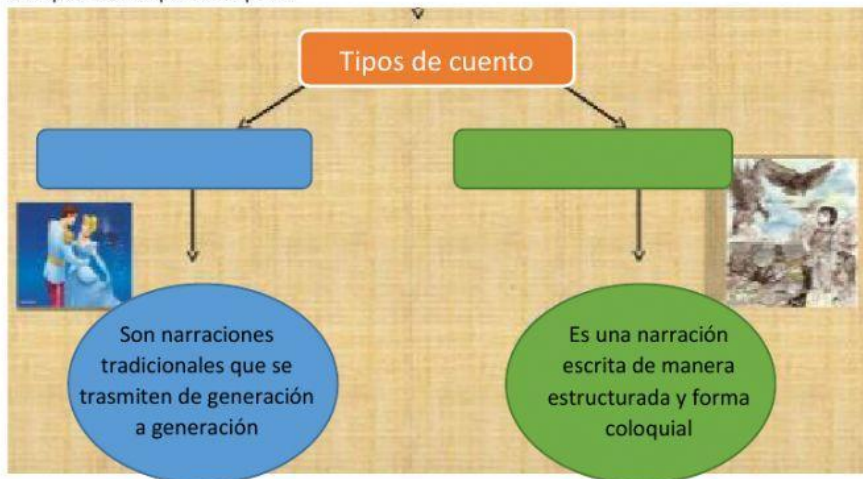 Tipos de cuento
Son narraciones
tradicionales que se
trasmiten de generación
a generación
Es una narración
escrita de manera
estructurada y forma
coloquial